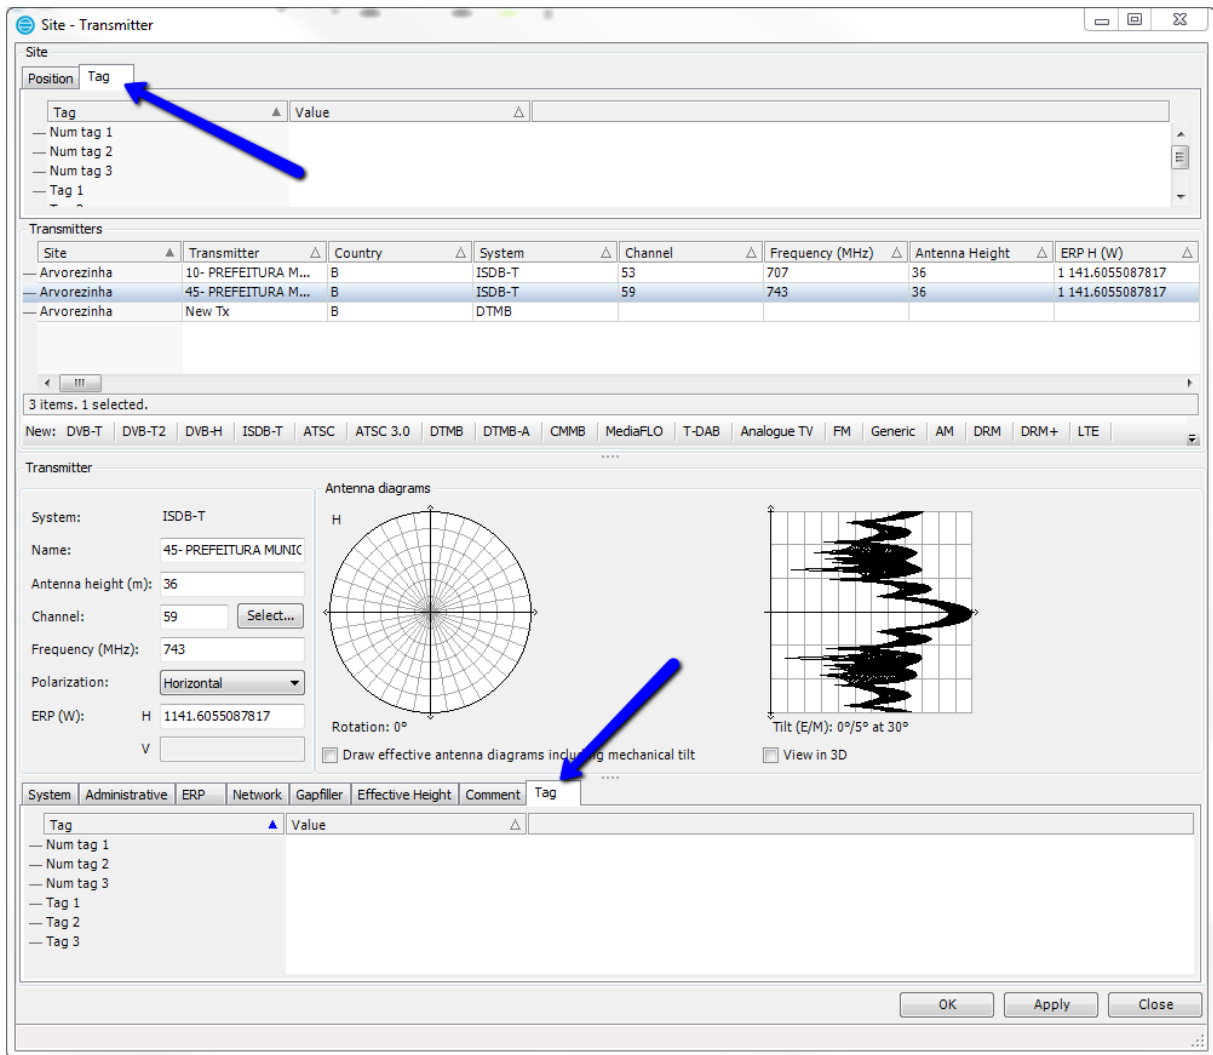 Site - Transmitter
Site
Position Tag
Tag Value
Num tag 1
Num tag 2
Num tag 3
Tag 1
Transmitters
Site Transmitter Country System Channel Frequency (MHz) Antenna Height ERP H (W)
Arvorezinha 10- PREFEITURA M... B ISDB-T 53 707 36 1 141.6055087817
Arvorezinha 45- PREFEITURA M... B ISDB-T 59 743 36 1 141.6055087817
Arvorezinha New Tx B DTMB
3 items. 1 selected.
New: DVB-T DVB-T2 DVB-H ISDB-T ATSC ATSC 3.0 DTMB DTMB-A CMMB MediaFLO T-DAB Analogue TV FM Generic AM DRM DRM+ LTE
Transmitter
Antenna diagrams
System: ISDB-T
H
Name: 45- PREFEITURA MUNIC
Antenna height (m): 36
Channel: 59 Select...
Frequency (MHz): 743
Polarization: Horizontal
ERP (W): H 1141.6055087817
V
Rotation: 0°
Tilt (E/M): 0°/5° at 30°
Draw effective antenna diagrams including mechanical tilt
View in 3D
System Administrative ERP Network Gapfiller Effective Height Comment Tag
Tag Value
Num tag 1
Num tag 2
Num tag 3
Tag 1
Tag 2
Tag 3
OK Apply Close